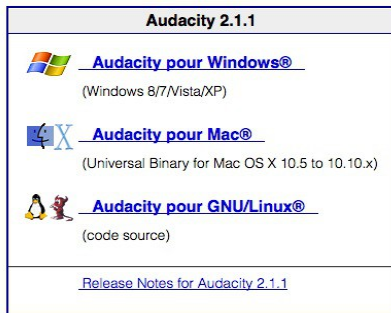 Audacity 2.1.1
Audacity pour Windows®
(Windows 8/7/Vista/XP)
Audacity pour Mac®
(Universal Binary for Mac OS X 10.5 to 10.10.x)
Audacity pour GNU/Linux®
(code source)
Release Notes for Audacity 2.1.1